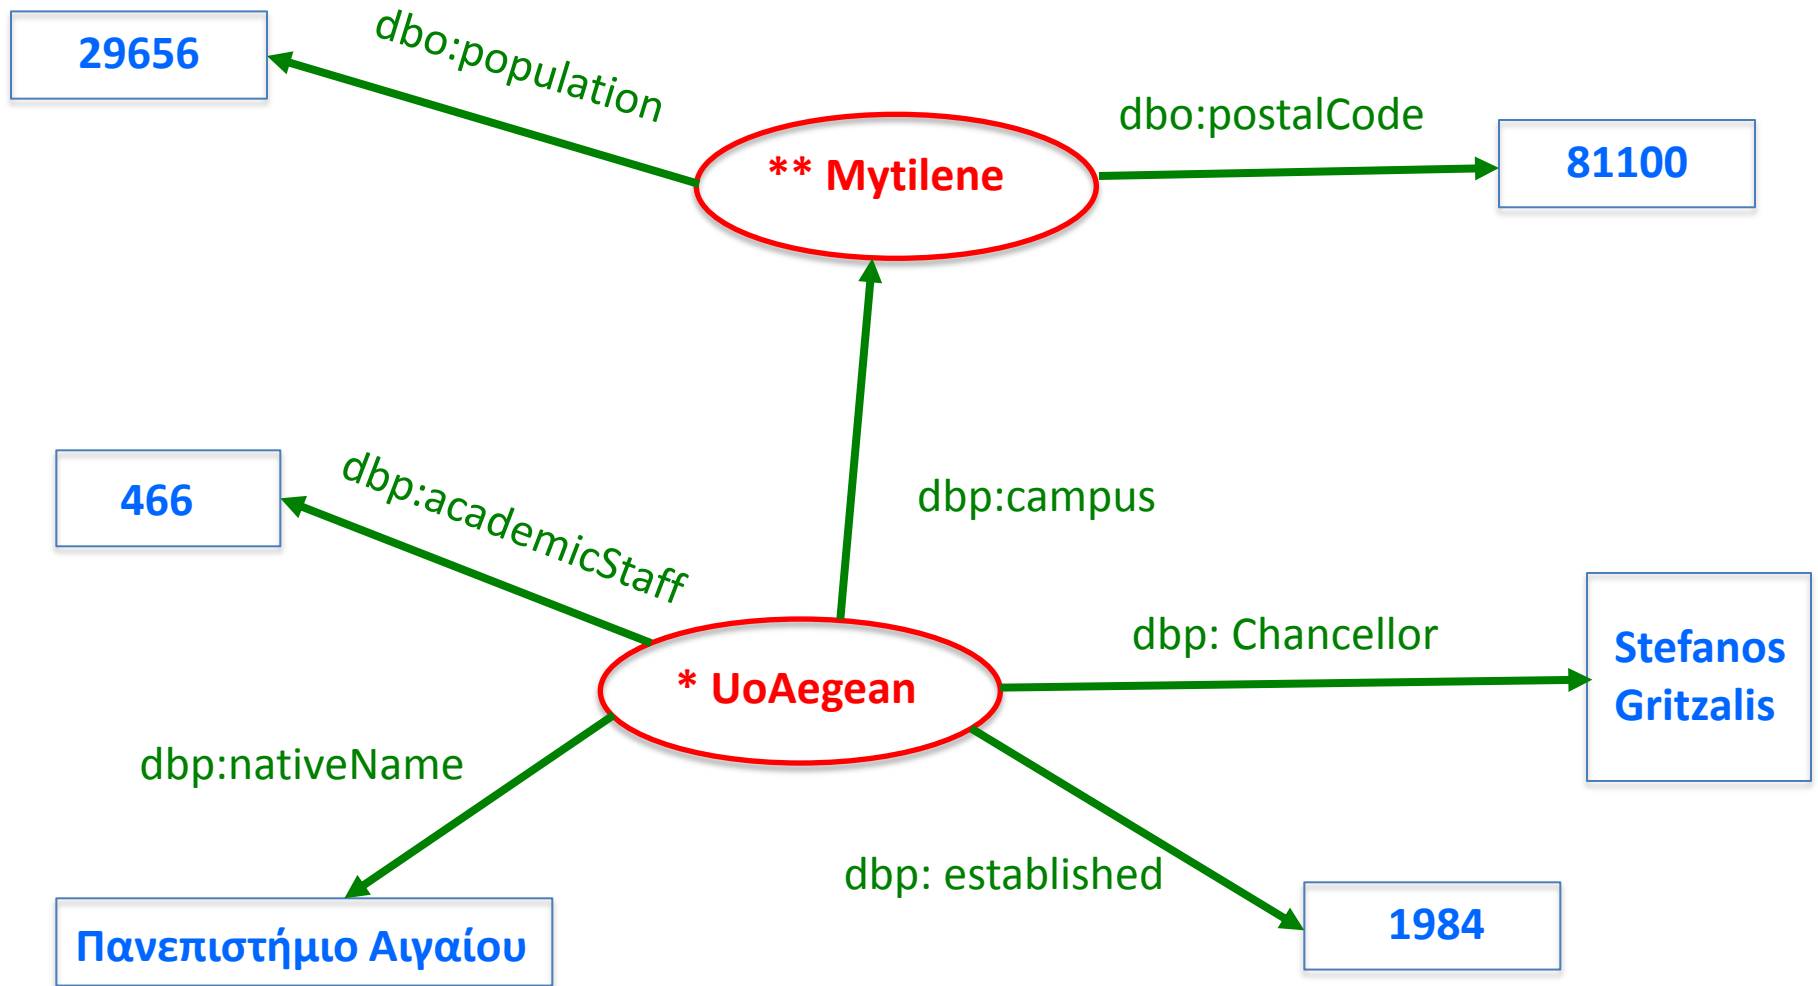 29656
dbo:population
dbo:postalCode
** Mytilene
81100
466
dbp:academicStaff
dbp:campus
dbp: Chancellor
Stefanos
Gritzalis
* UoAegean
dbp:nativeName
dbp: established
Πανεπιστήμιο Αιγαίου
1984